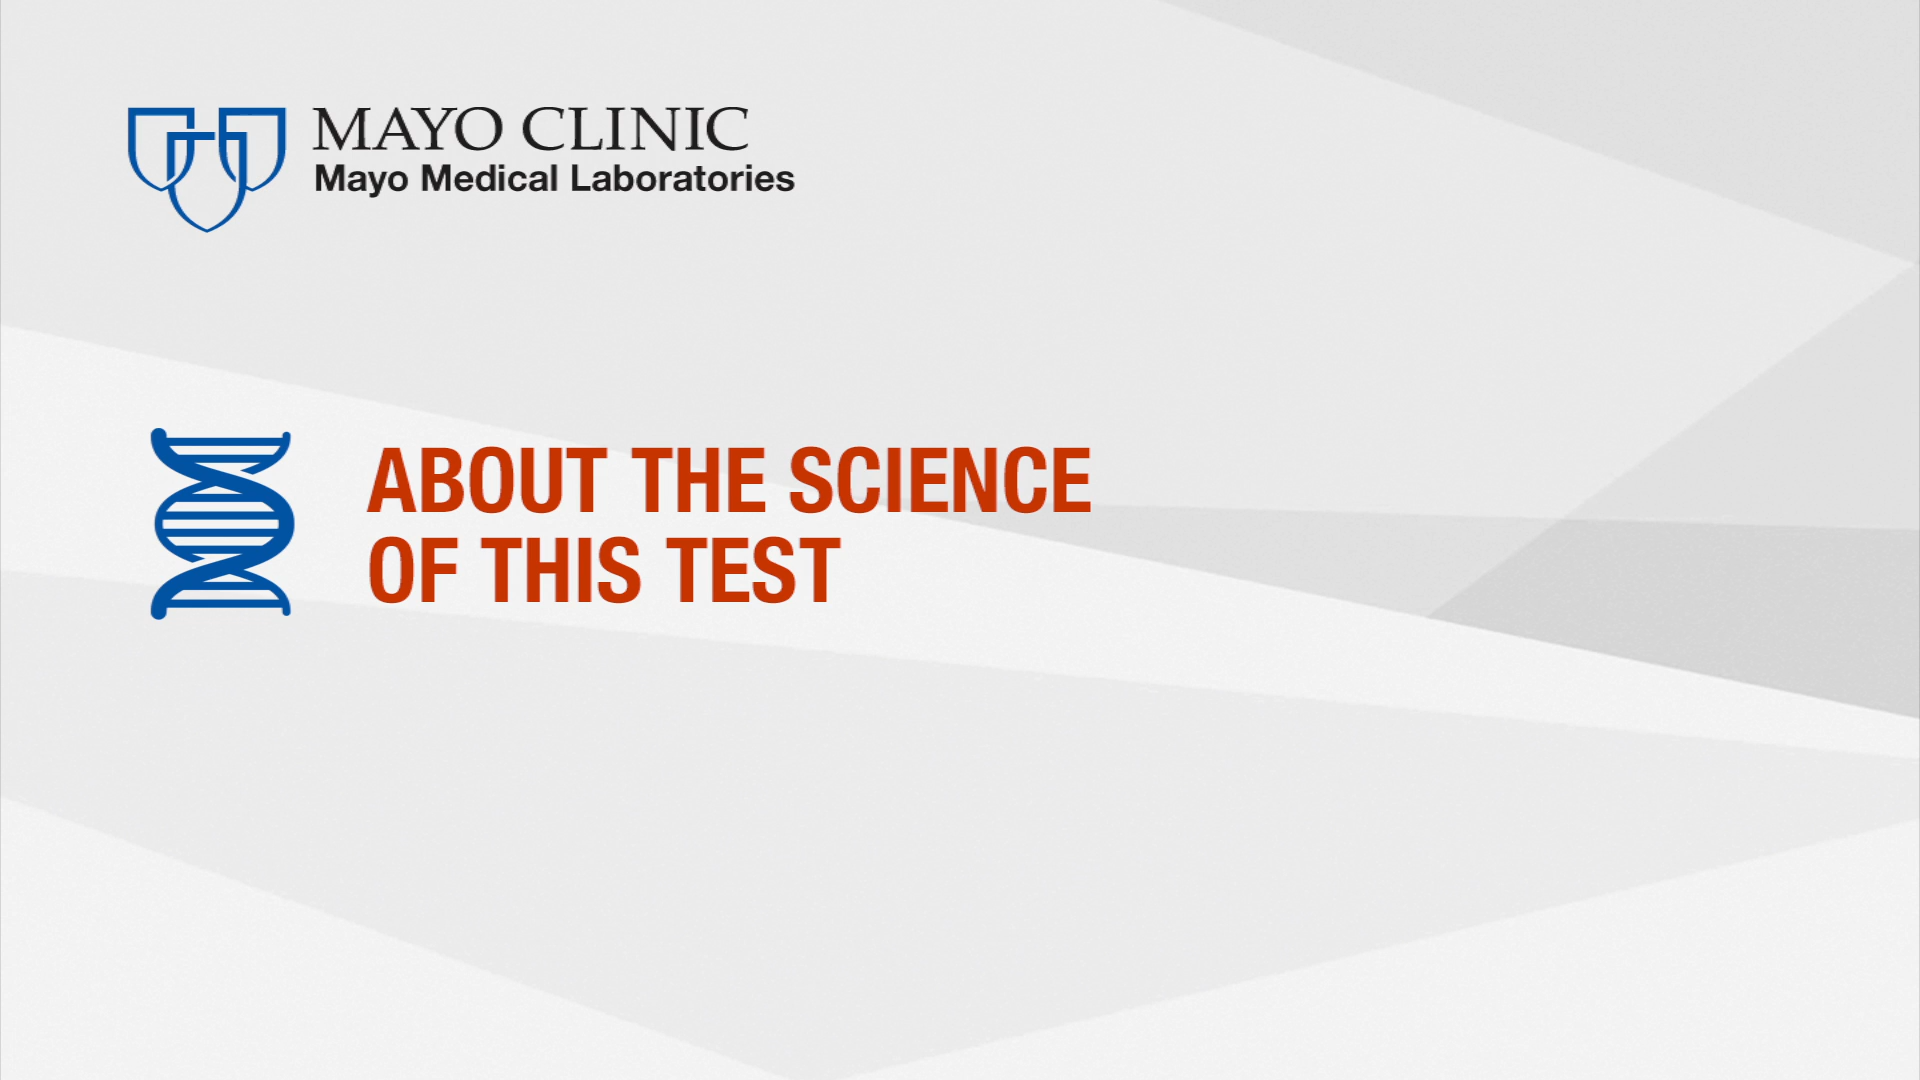 MAYO CLINIC
Mayo Medical Laboratories
ABOUT THE SCIENCE
OF THIS TEST